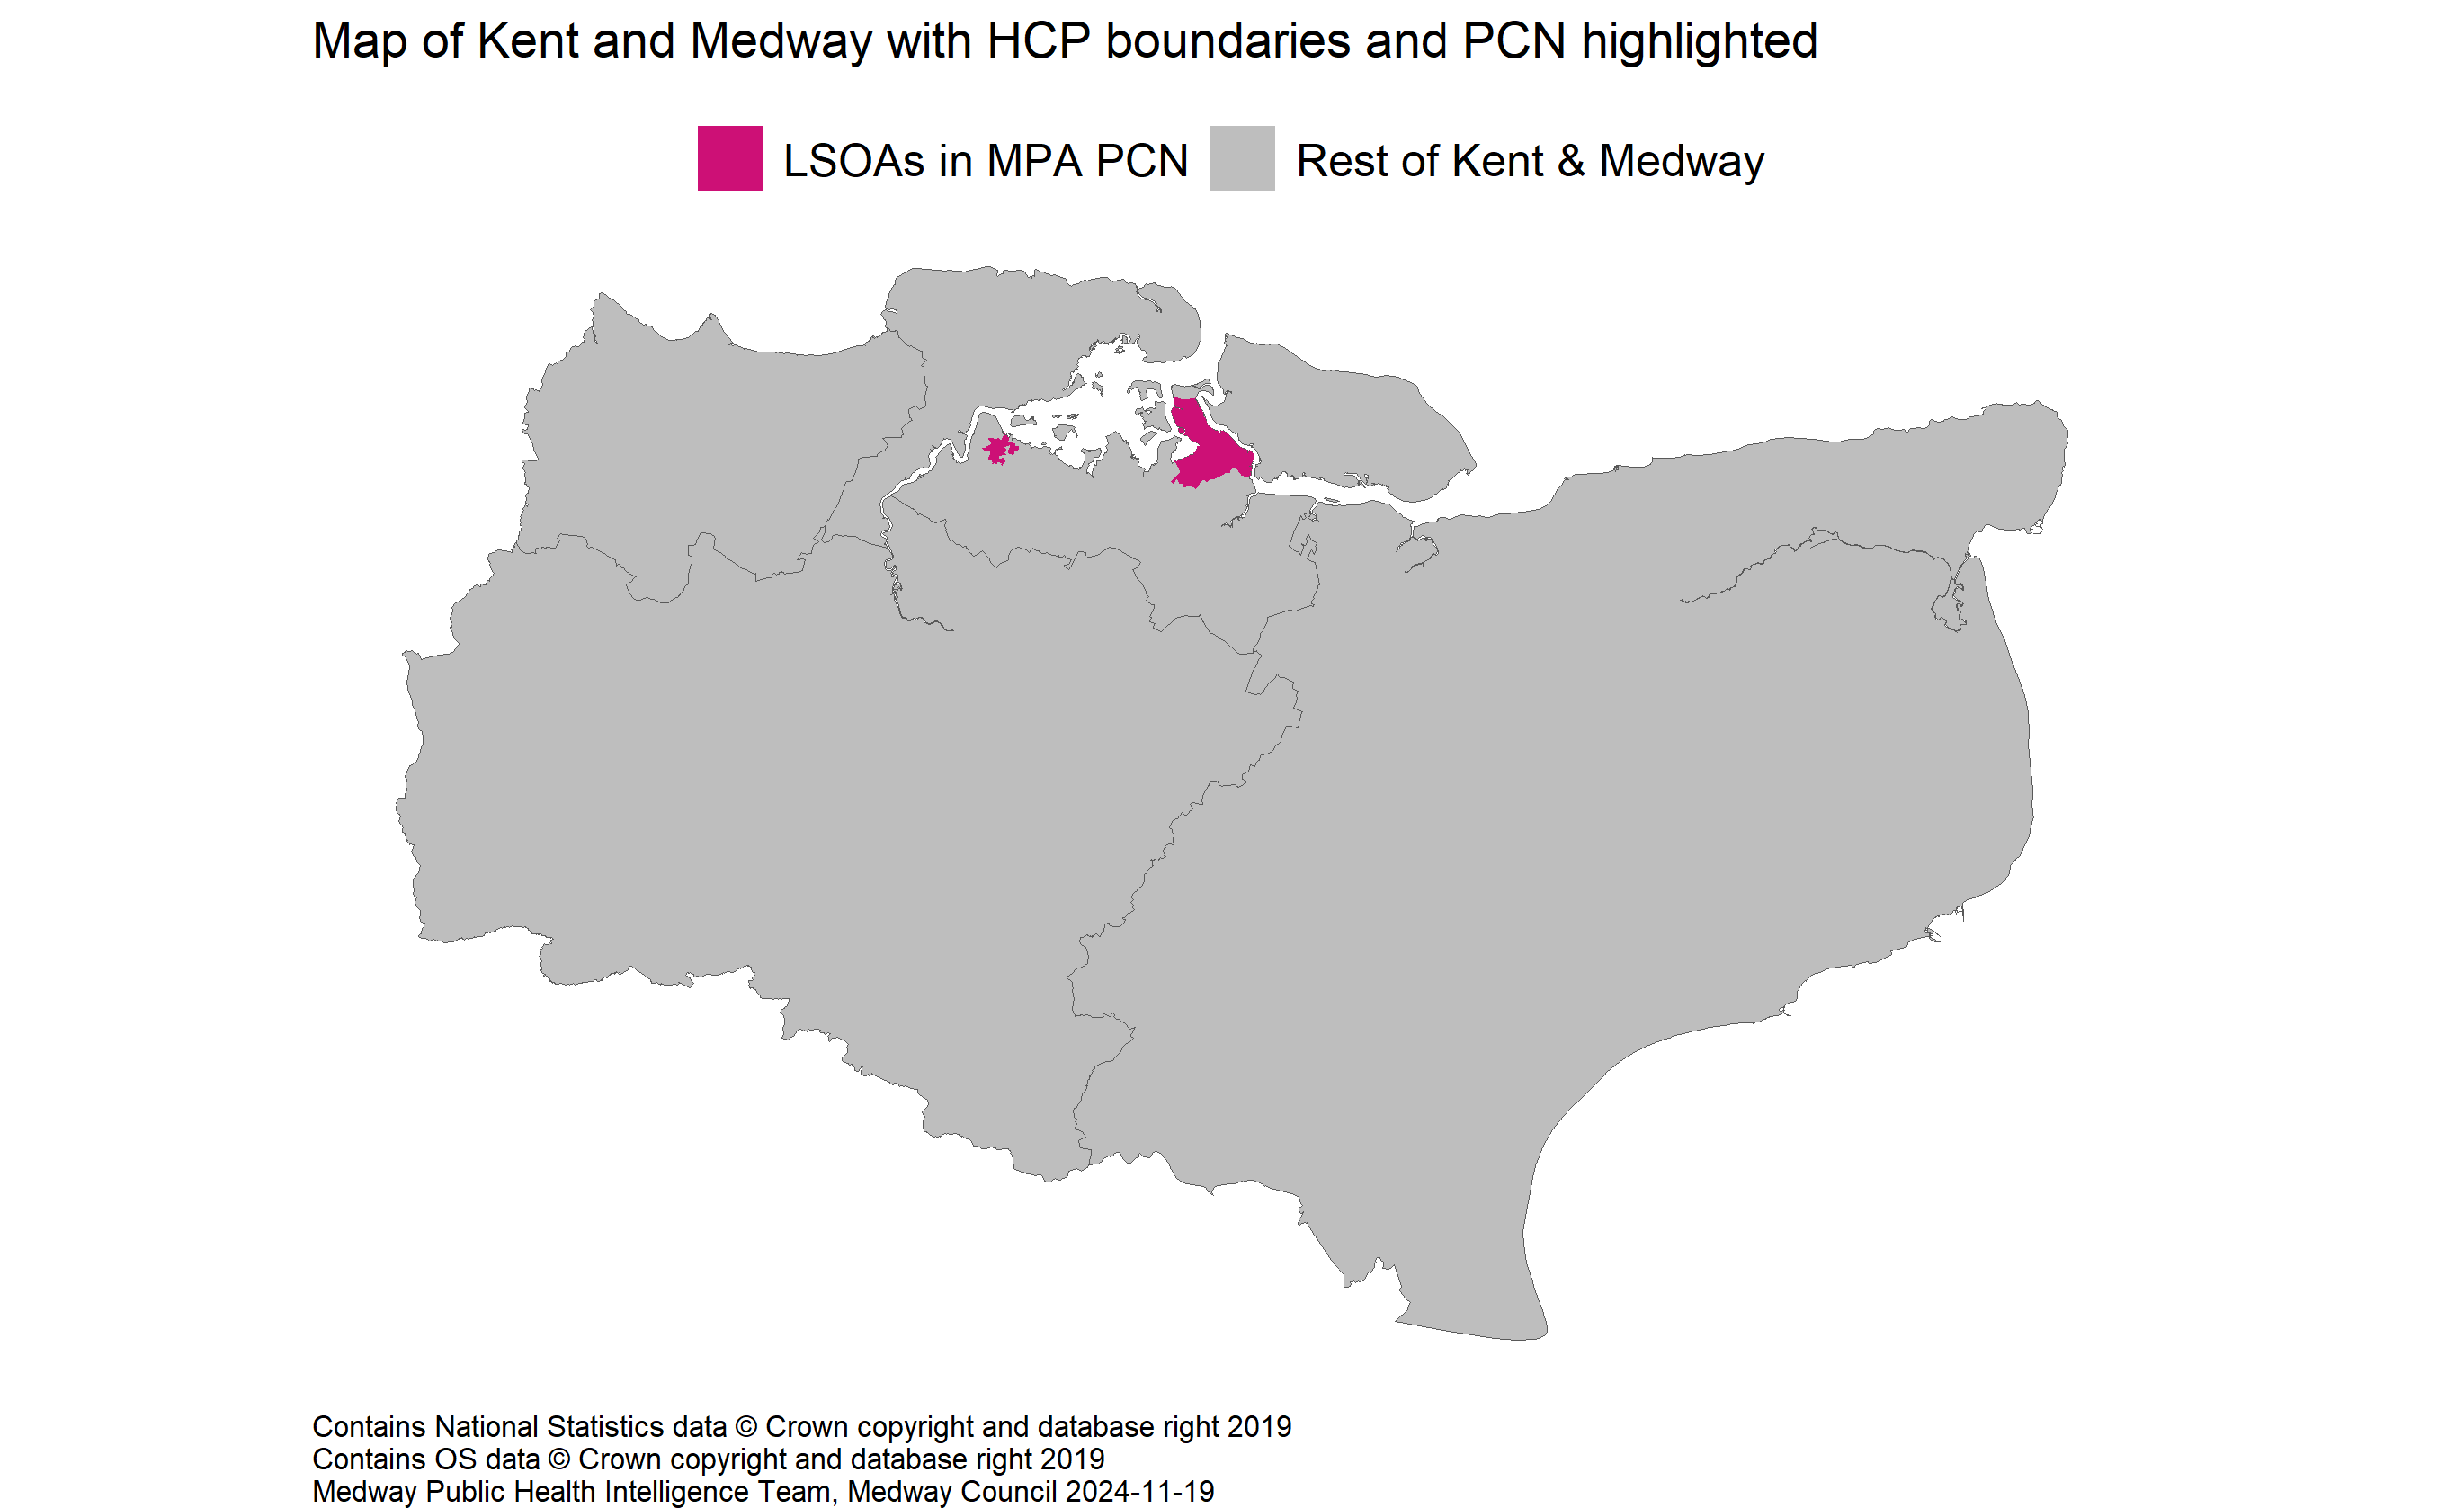 Map of Kent and Medway with HCP boundaries and PCN highlighted
LSOAs in MPA PCN Rest of Kent & Medway
Contains National Statistics data © Crown copyright and database right 2019
Contains OS data © Crown copyright and database right 2019
Medway Public Health Intelligence Team, Medway Council 2024-11-19